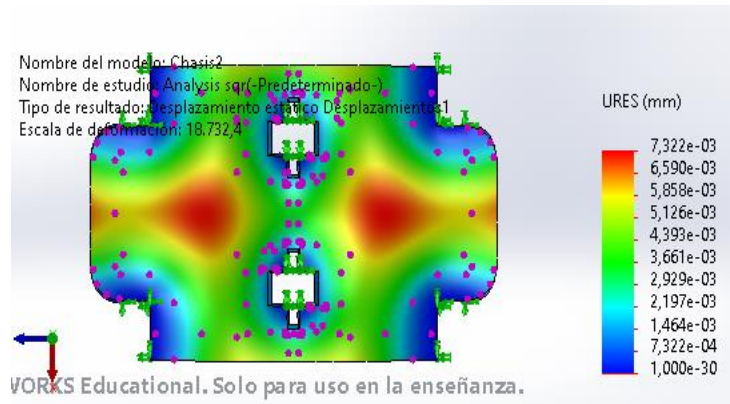 Nombre del modelo: Chasis2
Nombre de estudio: Analysis sqr(-Predeterminado-)
Tipo de resultado: Desplazamiento estático Desplazamientos1
Escala de deformación: 18.732,4
URES (mm)
7,322e-03
6,590e-03
5,858e-03
5,126e-03
4,393e-03
3,661e-03
2,929e-03
2,197e-03
1,464e-03
7,322e-04
1,000e-30
WORKS Educational. Solo para uso en la enseñanza.